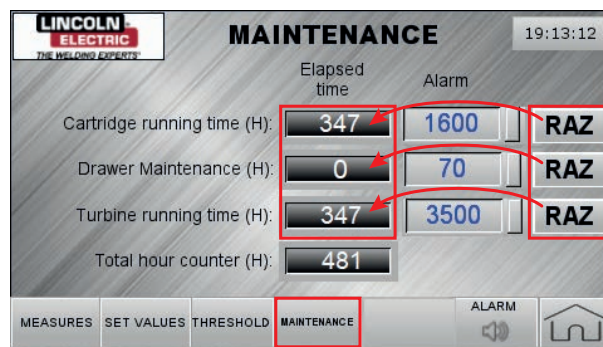 LINCOLN
ELECTRIC
THE WELDING EXPERTS®
MAINTENANCE
19:13:12
Elapsed time
Alarm
Cartridge running time (H): 347 1600 RAZ
Drawer Maintenance (H): 0 70 RAZ
Turbine running time (H): 347 3500 RAZ
Total hour counter (H): 481
MEASURES SET VALUES THRESHOLD MAINTENANCE ALARM